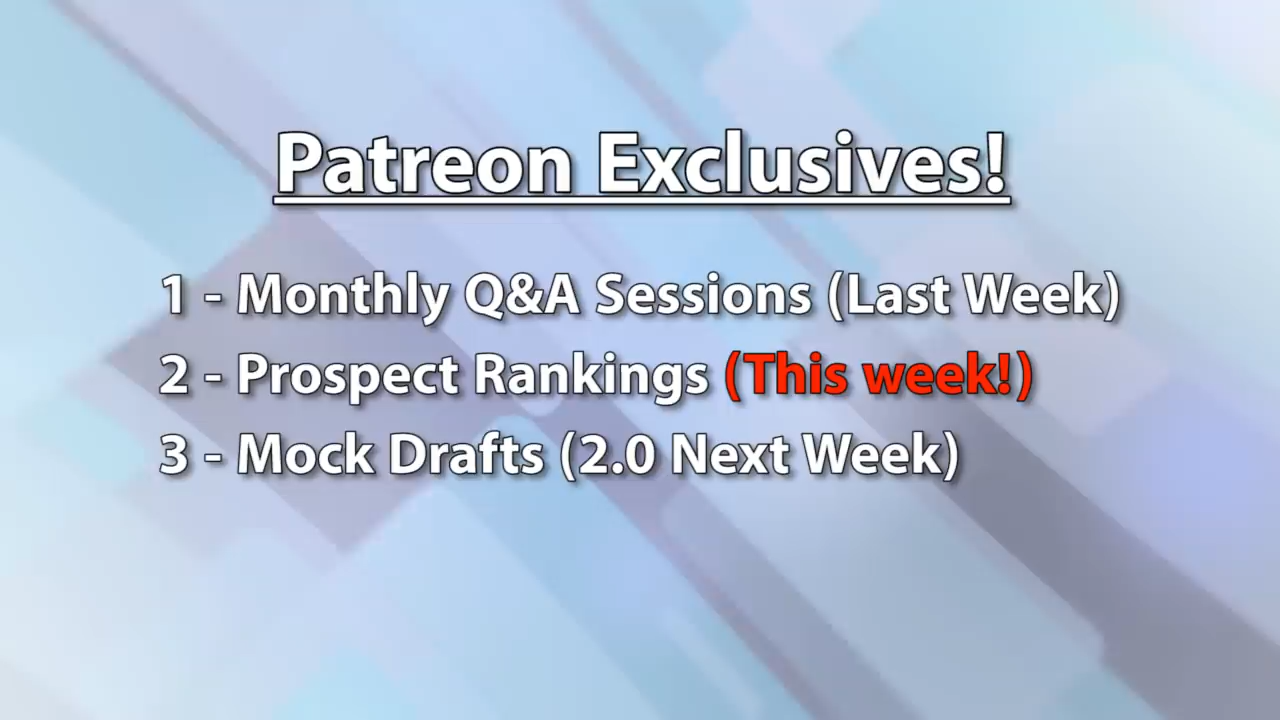 Patreon Exclusives!
1 - Monthly Q&A Sessions (Last Week)
2 - Prospect Rankings (This week!)
3 - Mock Drafts (2.0 Next Week)